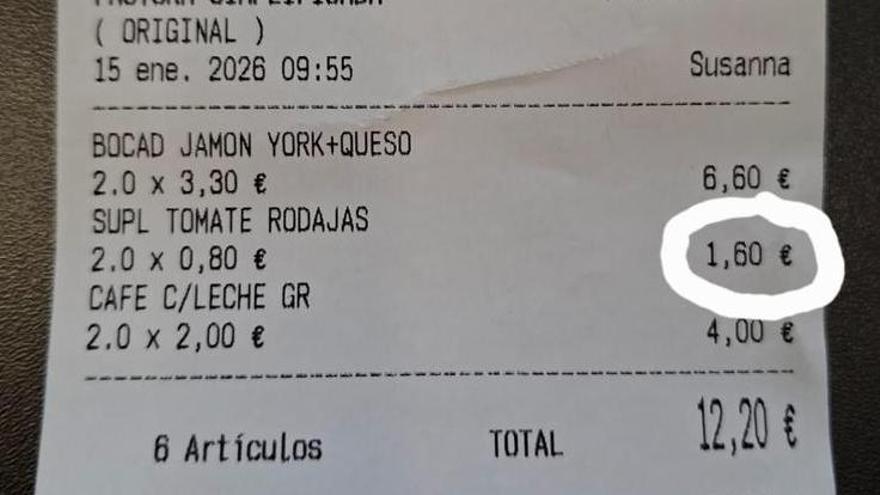 FACTURA SIMPLIFICADA
( ORIGINAL )
15 ene. 2026 09:55 Susanna
BOCAD JAMON YORK+QUESO
2.0 x 3,30 € 6,60 €
SUPL TOMATE RODAJAS
2.0 x 0,80 € 1,60 €
CAFE C/LECHE GR
2.0 x 2,00 € 4,00 €
6 Artículos TOTAL 12,20 €